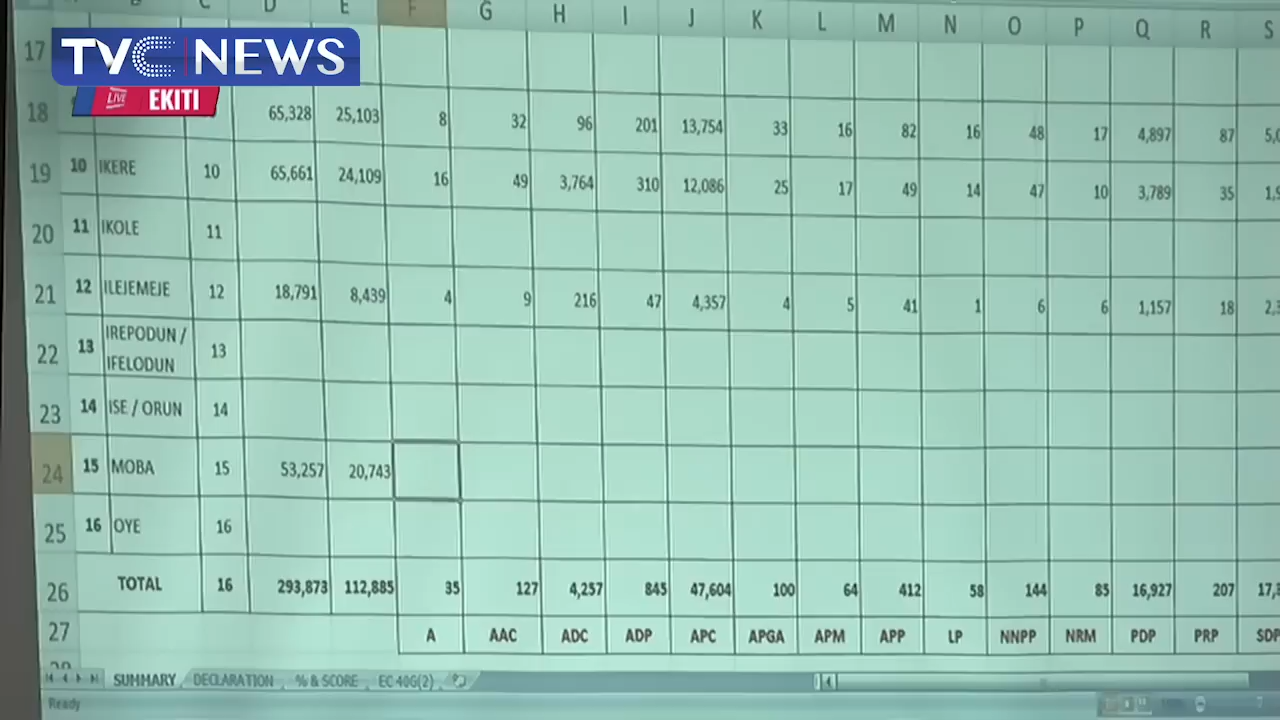 TVC NEWS
LIVE EKITI
D E F G H I J K L M N O P Q R S
17
18 65,328 25,103 8 32 96 201 13,754 33 16 82 16 48 17 4,897 87
19 10 IKERE 10 65,661 24,109 16 49 3,764 310 12,086 25 17 49 14 47 10 3,789 35
20 11 IKOLE 11
21 12 ILEJEMEJE 12 18,791 8,439 4 9 216 47 4,357 4 5 41 1 6 6 1,157 18
22 13 IREPODUN /
IFELODUN 13
23 14 ISE / ORUN 14
24 15 MOBA 15 53,257 20,743
25 16 OYE 16
26 TOTAL 16 293,873 112,885 35 127 4,257 845 47,604 100 64 412 58 144 85 16,927 207
27 A AAC ADC ADP APC APGA APM APP LP NNPP NRM PDP PRP SDP
SUMMARY DECLARATION % & SCORE EC 40G(2)
Ready